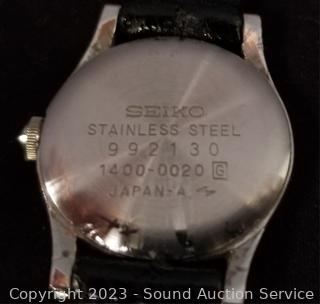 SEIKO
STAINLESS STEEL
992130
1400-0020 G
JAPAN-A
Copyright 2023 - Sound Auction Service